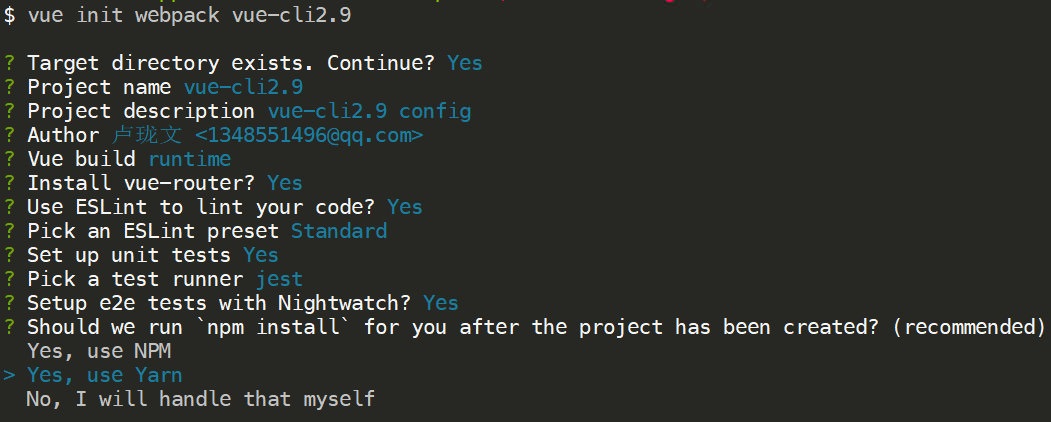 $ vue init webpack vue-cli2.9
? Target directory exists. Continue? Yes
? Project name vue-cli2.9
? Project description vue-cli2.9 config
? Author 卢珑文 <1348551496@qq.com>
? Vue build runtime
? Install vue-router? Yes
? Use ESLint to lint your code? Yes
? Pick an ESLint preset Standard
? Set up unit tests Yes
? Pick a test runner jest
? Setup e2e tests with Nightwatch? Yes
? Should we run `npm install` for you after the project has been created? (recommended)
Yes, use NPM
> Yes, use Yarn
No, I will handle that myself